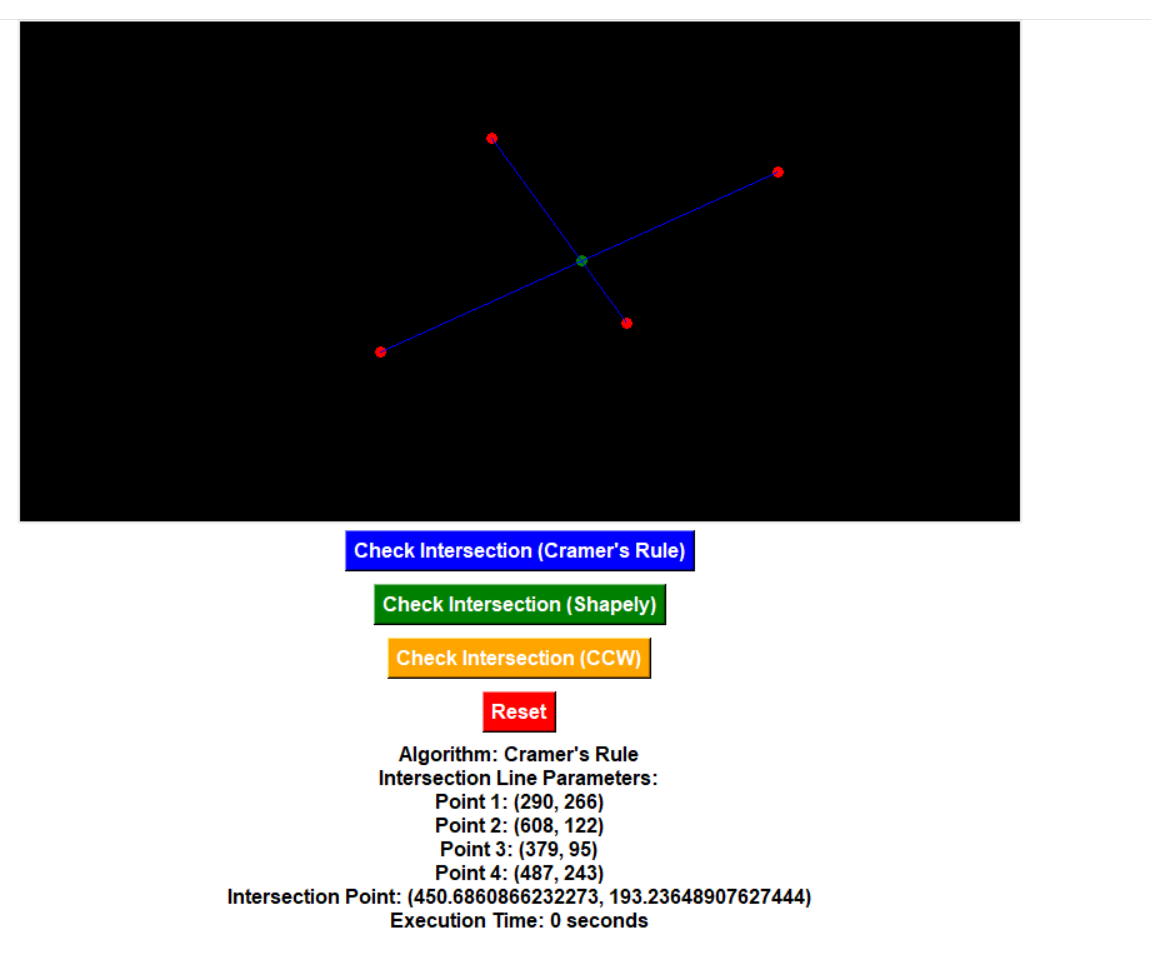 Check Intersection (Cramer's Rule)
Check Intersection (Shapely)
Check Intersection (CCW)
Reset
Algorithm: Cramer's Rule
Intersection Line Parameters:
Point 1: (290, 266)
Point 2: (608, 122)
Point 3: (379, 95)
Point 4: (487, 243)
Intersection Point: (450.6860866232273, 193.23648907627444)
Execution Time: 0 seconds